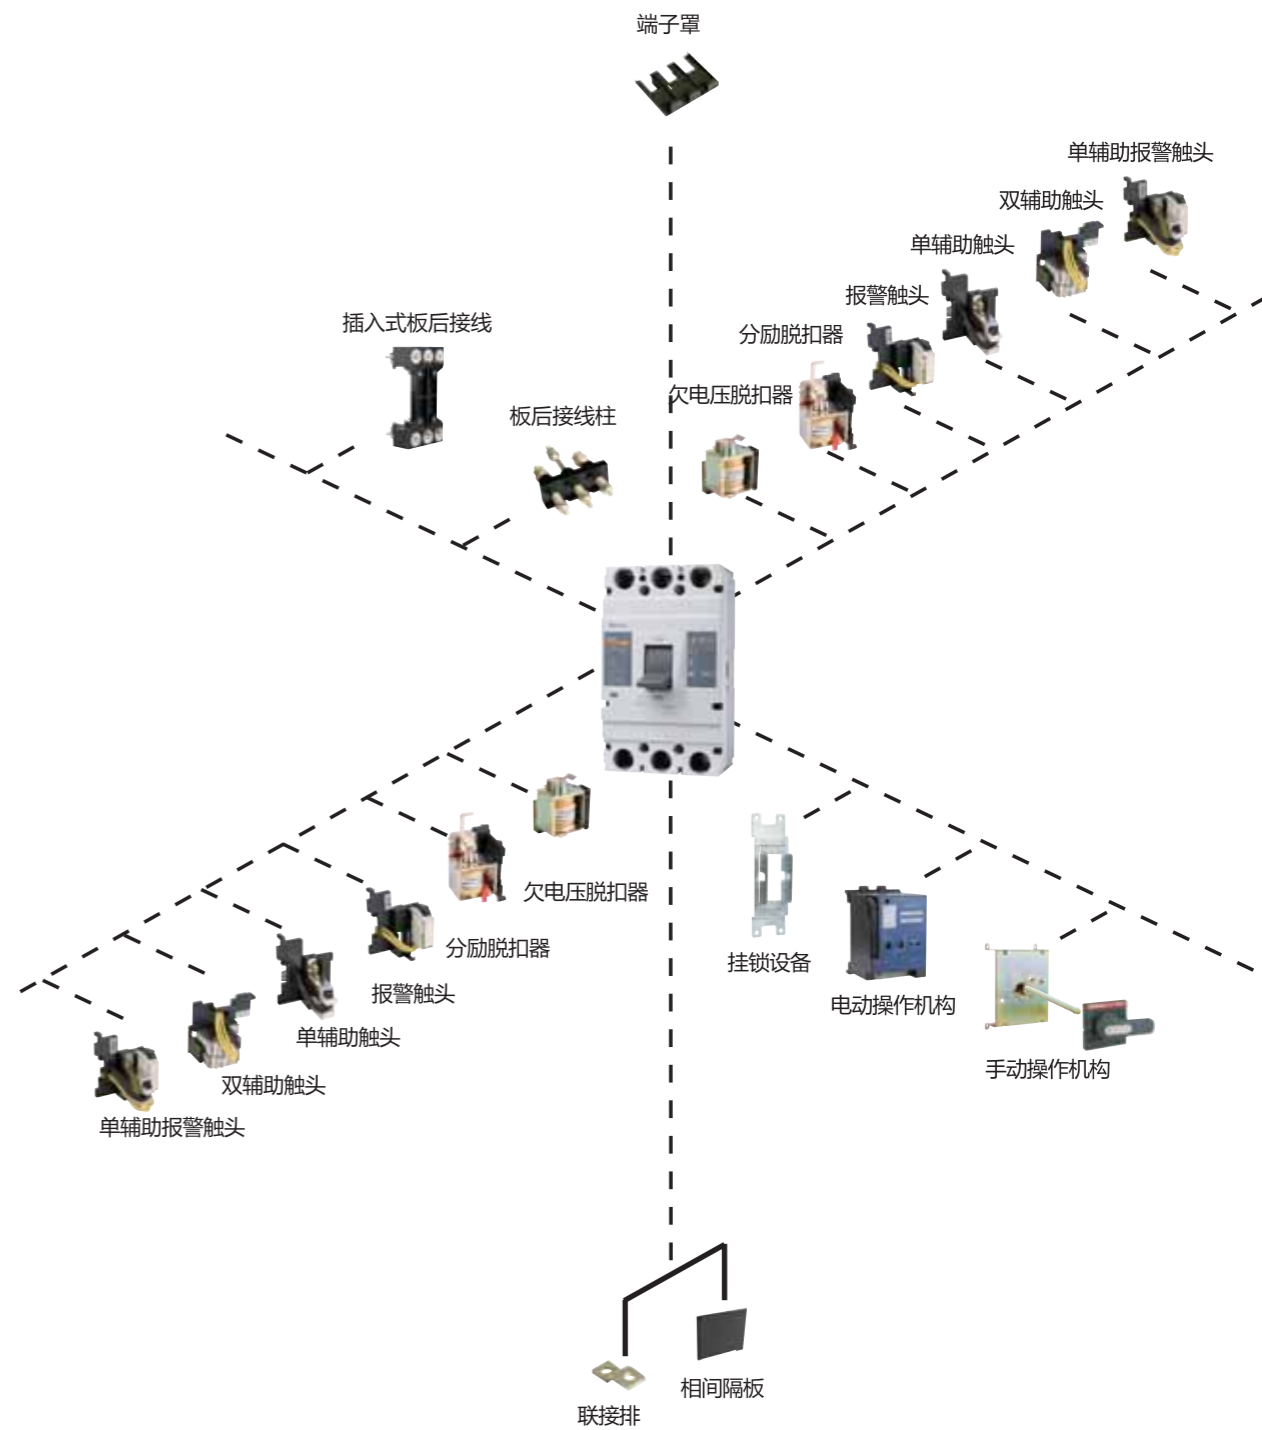 端子罩
单辅助报警触头
双辅助触头
单辅助触头
报警触头
分励脱扣器
欠电压脱扣器
插入式板后接线
板后接线柱
欠电压脱扣器
分励脱扣器
报警触头
单辅助触头
双辅助触头
单辅助报警触头
挂锁设备
电动操作机构
手动操作机构
相间隔板
联接排